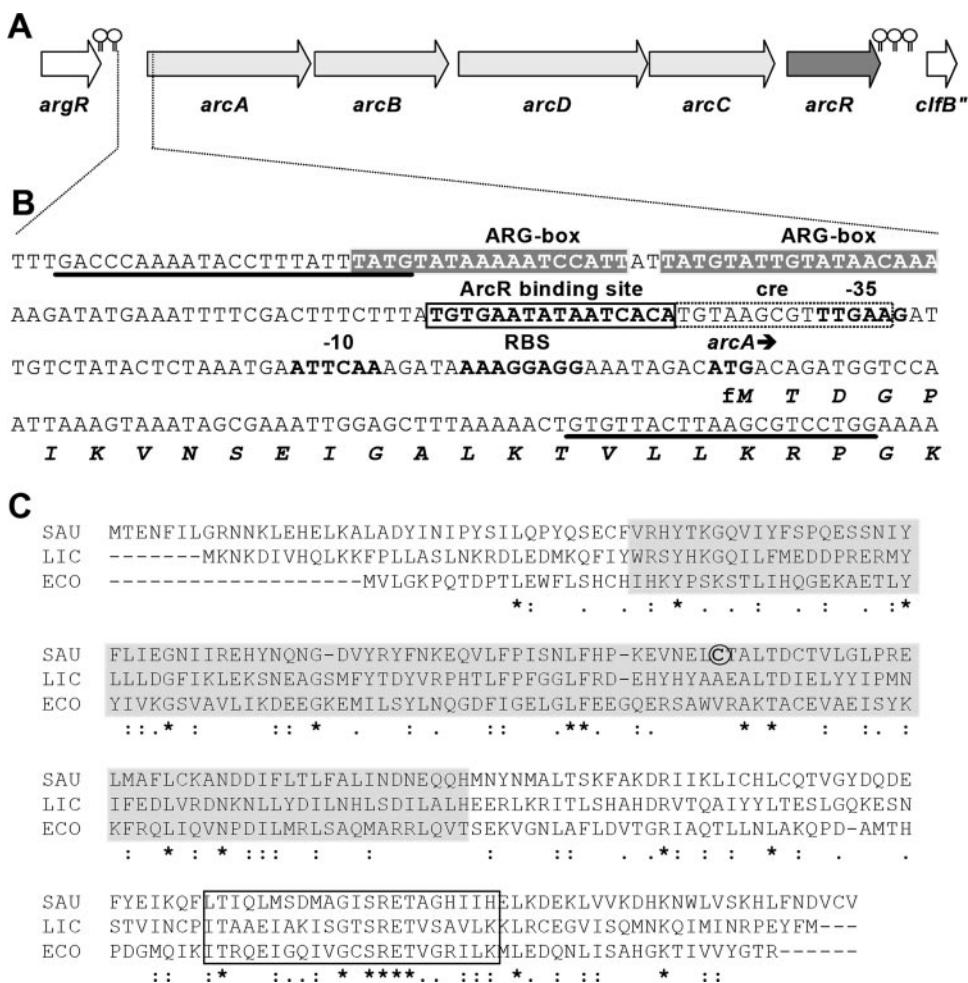 A
argR arcA arcB arcD arcC arcR clfB"
B
ARG-box ARG-box
TTTGACCCAAAATACCTTTATTTATGTATAAAAATCCATTATTATGTATTGTATAACAAA
ArcR binding site cre -35
AAGATATGAAATTTTCGACTTTCTTTATGTGAATATAATCACATGTAAGCGTTTGAAGAT
-10 RBS arcA➔
TGTCTATACTCTAAATGAATTCAAAGATAAAAGGAGGAAATAGACATGACAGATGGTCCA
fM T D G P
ATTAAAGTAAATAGCGAAATTGGAGCTTTAAAAACTGTGTTACTTAAGCGTCCTGGAAAA
I K V N S E I G A L K T V L L K R P G K
C
SAU MTENFILGRNNKLEHELKALADYINIPYSILQPYQSECFVRHYTKGQVIYFSPQESSNIY
LIC -------MKNKDIVHQLKKFPLLASLNKRDLEDMKQFIYWRSYHKGQILFMEDDPRERMY
ECO -------------------MVLGKPQTDPTLEWFLSHCHIHKYPSKSTLIHQGEKAETLY
*: . . * . . : . : . : . . : *
SAU FLIEGNIIREHYNQNG-DVYRYFNKEQVLFPISNLFHP-KEVNELCTALTDCTVLGLPRE
LIC LLLDGFIKLEKSNEAGSMFYTDYVRPHTLFPFGGLFRD-EHYHYAAEALTDIELYYIPMN
ECO YIVKGSVAVLIKDEEGKEMILSYLNQGDFIGELGLFEEGQERSAWVRAKTACEVAEISYK
::.* : :: * . : . :: ** :. * * : : . :
SAU LMAFLCKANDDIFLTLFALINDNEQQHMNYNMALTSKFAKDRIIKLICHLCQTVGYDQDE
LIC IFEDLVRDNKNLLYDILNHLSDILALHEERLKRITLSHAHDRVTQAIYYLTESLGQKESN
ECO KFRQLIQVNPDILMRLSAQMARRLQVTSEKVGNLAFLDVTGRIAQTLLNLAKQPD-AMTH
: * * ::: : : : : . .*: : : * : . .
SAU FYEIKQFLTIQLMSDMAGISRETAGHIIHELKDEKLVVKDHKNWLVSKHLFNDVCV
LIC STVINCPITAAEIAKISGTSRETVSAVLKKLRCEGVISQMNKQIMINRPEYFM---
ECO PDGMQIKITRQEIGQIVGCSRETVGRILKMLEDQNLISAHGKTIVVYGTR------
:: :* :..: * ****.. ::: * . : :: * ::